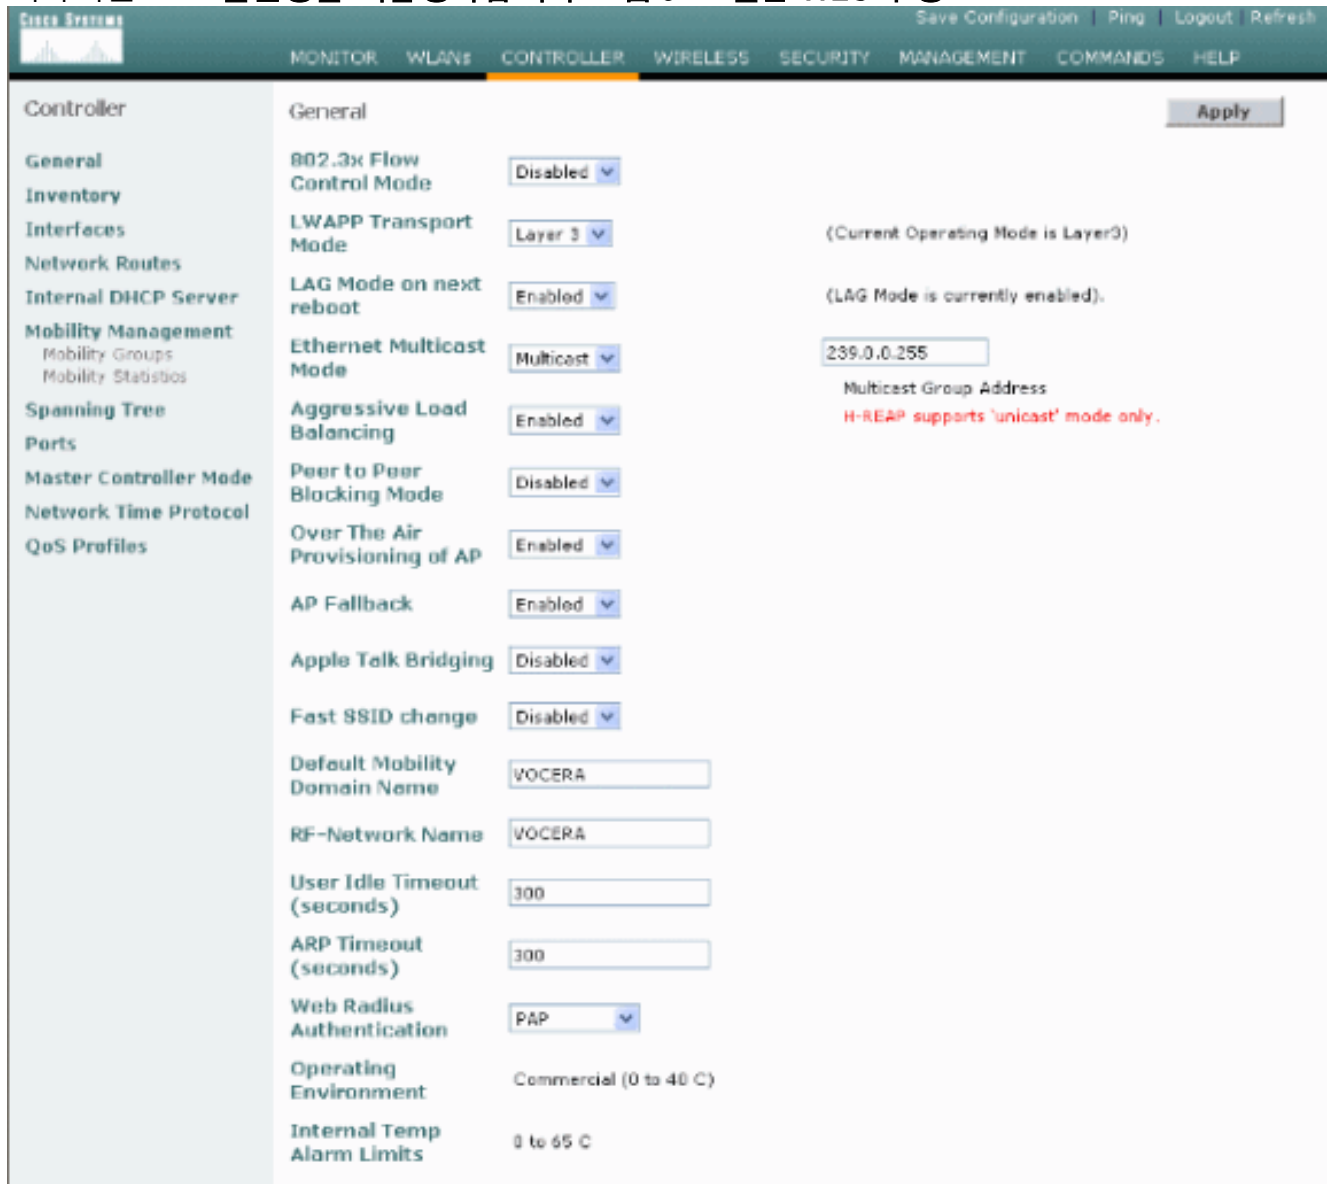 CISCO SYSTEMS
Save Configuration | Ping | Logout | Refresh
MONITOR WLANs CONTROLLER WIRELESS SECURITY MANAGEMENT COMMANDS HELP
Controller
General
Inventory
Interfaces
Network Routes
Internal DHCP Server
Mobility Management
Mobility Groups
Mobility Statistics
Spanning Tree
Ports
Master Controller Mode
Network Time Protocol
QoS Profiles
General
Apply
802.3x Flow
Control Mode
Disabled
LWAPP Transport
Mode
Layer 3
(Current Operating Mode is Layer3)
LAG Mode on next
reboot
Enabled
(LAG Mode is currently enabled).
Ethernet Multicast
Mode
Multicast
239.0.0.255
Multicast Group Address
H-REAP supports 'unicast' mode only.
Aggressive Load
Balancing
Enabled
Peer to Peer
Blocking Mode
Disabled
Over The Air
Provisioning of AP
Enabled
AP Fallback
Enabled
Apple Talk Bridging
Disabled
Fast SSID change
Disabled
Default Mobility
Domain Name
VOCERA
RF-Network Name
VOCERA
User Idle Timeout
(seconds)
300
ARP Timeout
(seconds)
300
Web Radius
Authentication
PAP
Operating
Environment
Commercial (0 to 40 C)
Internal Temp
Alarm Limits
0 to 65 C